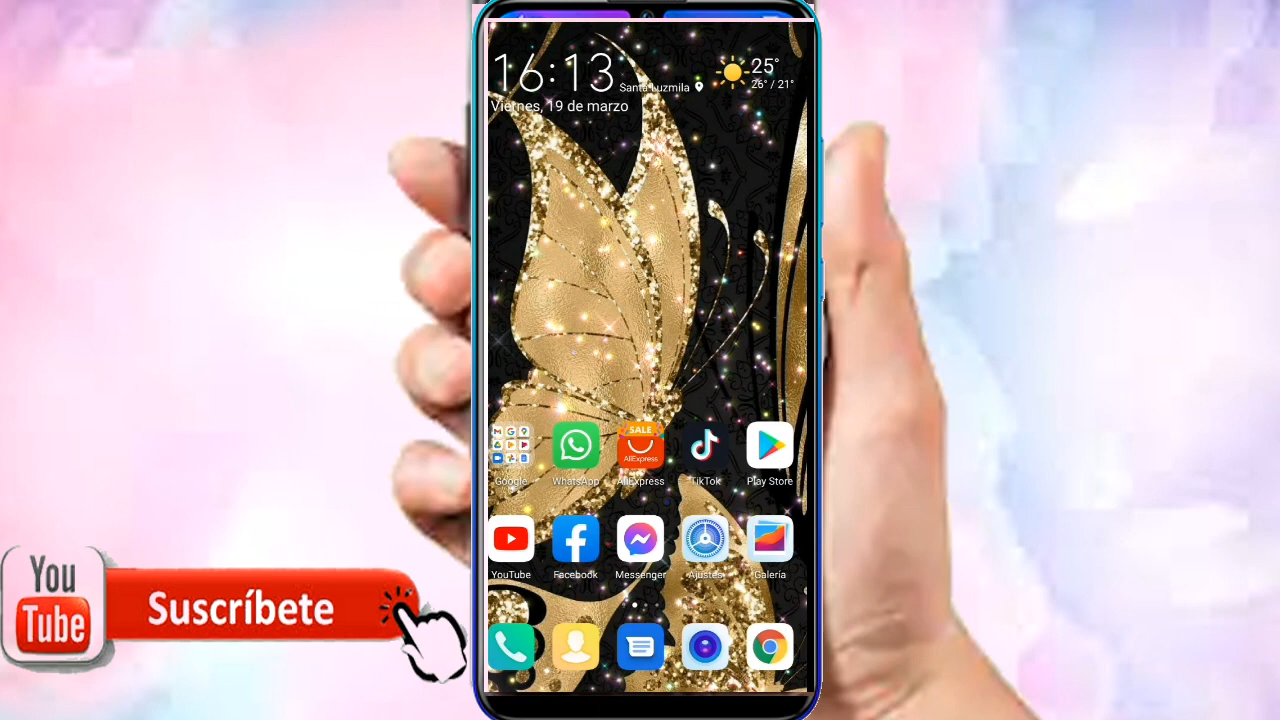 16:13
Santa Luzmila
25°
26° / 21°
Viernes, 19 de marzo
SALE
AliExpress
Google
WhatsApp
AliExpress
TikTok
Play Store
YouTube
Facebook
Messenger
Ajustes
Galería
You
Tube
Suscríbete